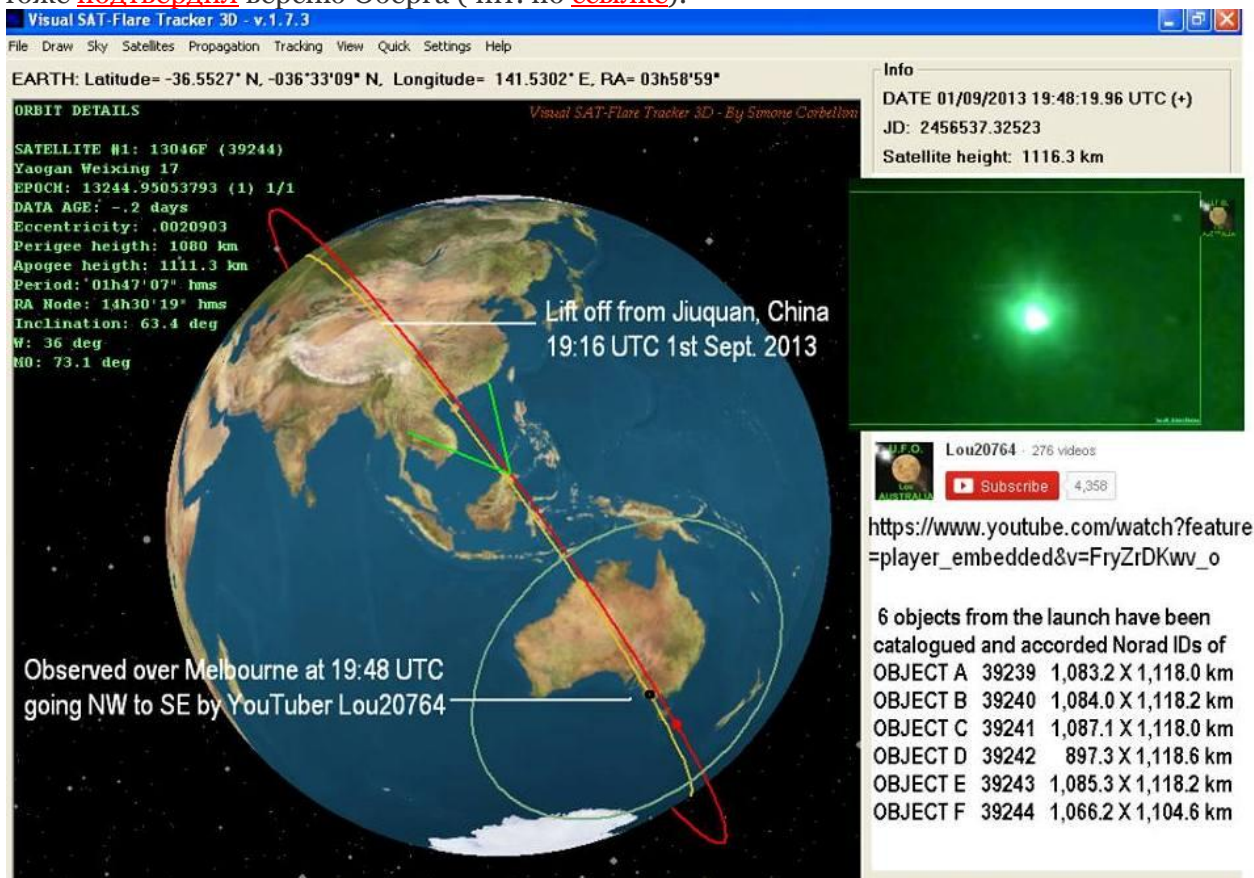 тоже подтвердил версию Оберга (чит. по ссылке):
Visual SAT-Flare Tracker 3D - v.1.7.3
File Draw Sky Satellites Propagation Tracking View Quick Settings Help
EARTH: Latitude= -36.5527° N, -036°33'09" N, Longitude= 141.5302° E, RA= 03h58'59"
Info
DATE 01/09/2013 19:48:19.96 UTC (+)
JD: 2456537.32523
Satellite height: 1116.3 km
ORBIT DETAILS
Visual SAT-Flare Tracker 3D - By Simone Corbellon
SATELLITE #1: 13046F (39244)
Yaogan Weixing 17
EPOCH: 13244.95053793 (1) 1/1
DATA AGE: -.2 days
Eccentricity: .0020903
Perigee heigth: 1080 km
Apogee heigth: 1111.3 km
Period: 01h47'07" hms
RA Node: 14h30'19" hms
Inclination: 63.4 deg
W: 36 deg
M0: 73.1 deg
Lift off from Jiuquan, China
19:16 UTC 1st Sept. 2013
Observed over Melbourne at 19:48 UTC
going NW to SE by YouTuber Lou20764
U.F.O.
Lou
AUSTRALIA
Lou20764 · 276 videos
Subscribe 4,358
https://www.youtube.com/watch?feature
=player_embedded&v=FryZrDKwv_o
6 objects from the launch have been
catalogued and accorded Norad IDs of
OBJECT A 39239 1,083.2 X 1,118.0 km
OBJECT B 39240 1,084.0 X 1,118.2 km
OBJECT C 39241 1,087.1 X 1,118.0 km
OBJECT D 39242 897.3 X 1,118.6 km
OBJECT E 39243 1,085.3 X 1,118.2 km
OBJECT F 39244 1,066.2 X 1,104.6 km